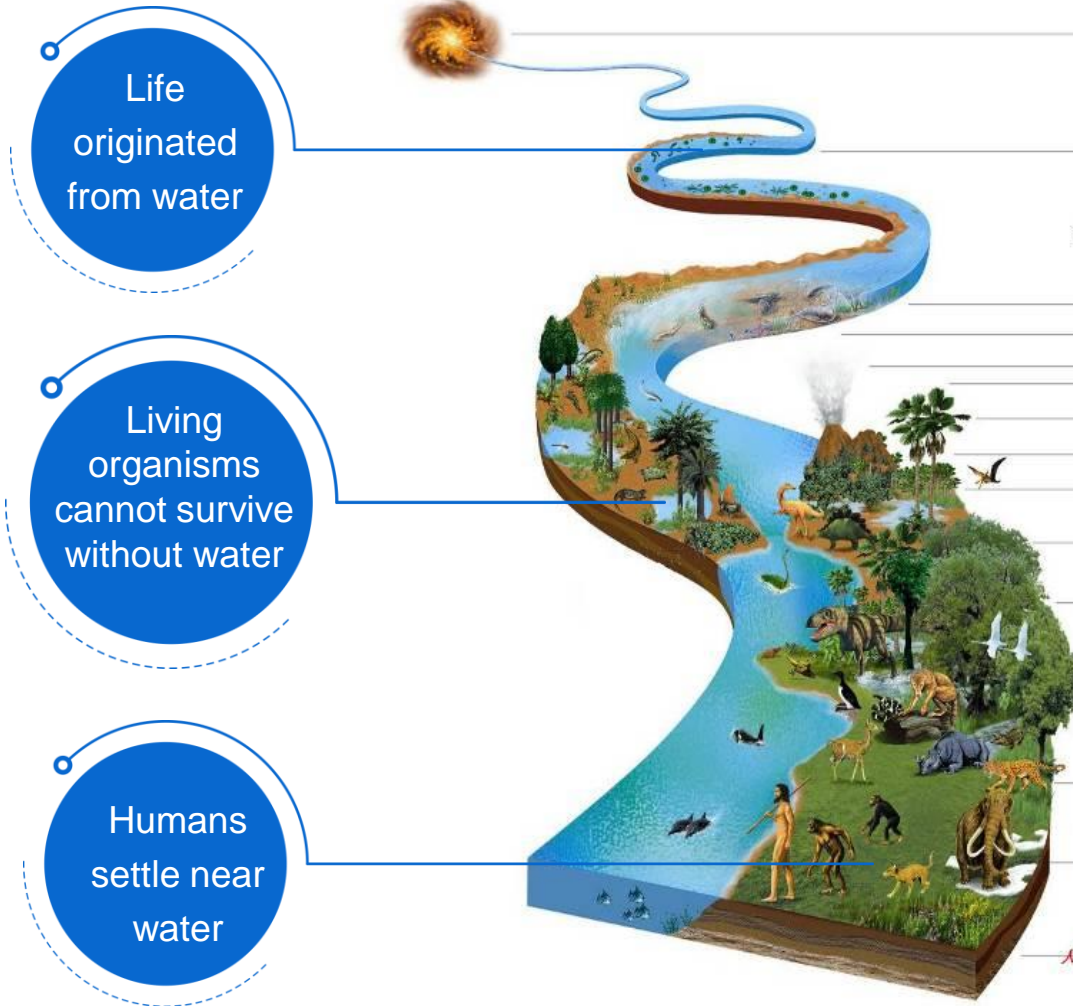 Life
originated
from water
Living
organisms
cannot survive
without water
Humans
settle near
water